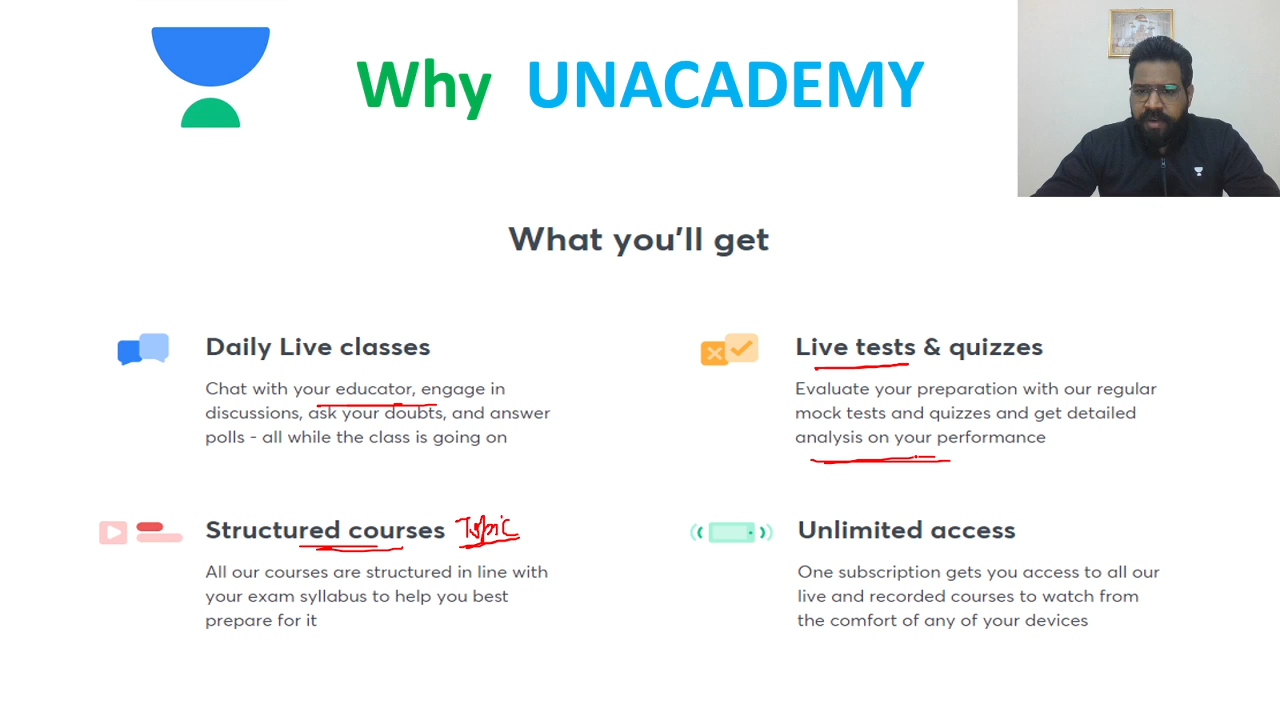 Why UNACADEMY
What you'll get
Daily Live classes
Chat with your educator, engage in
discussions, ask your doubts, and answer
polls - all while the class is going on
Live tests & quizzes
Evaluate your preparation with our regular
mock tests and quizzes and get detailed
analysis on your performance
Structured courses Topic
All our courses are structured in line with
your exam syllabus to help you best
prepare for it
Unlimited access
One subscription gets you access to all our
live and recorded courses to watch from
the comfort of any of your devices